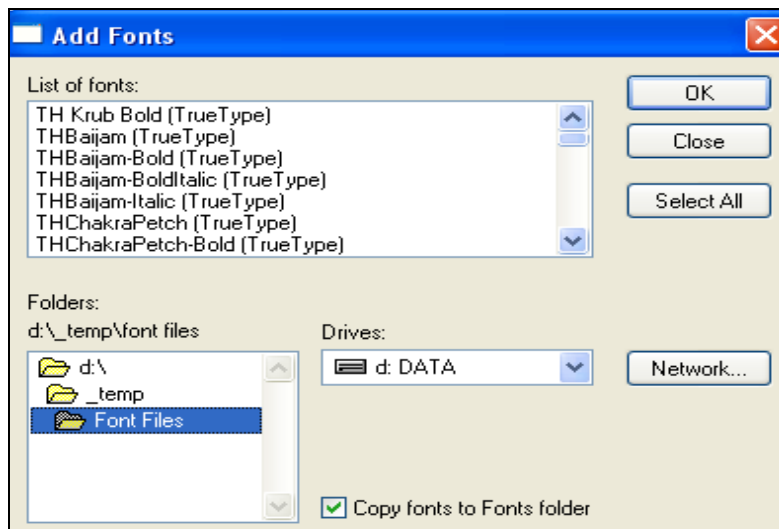 Add Fonts
List of fonts:
TH Krub Bold (TrueType)
THBaijam (TrueType)
THBaijam-Bold (TrueType)
THBaijam-BoldItalic (TrueType)
THBaijam-Italic (TrueType)
THChakraPetch (TrueType)
THChakraPetch-Bold (TrueType)
OK
Close
Select All
Folders:
d:\_temp\font files
d:\
_temp
Font Files
Drives:
d: DATA
Network...
Copy fonts to Fonts folder